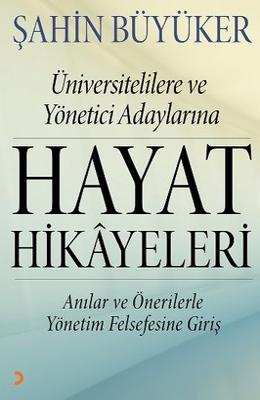 ŞAHİN BÜYÜKER
Üniversitelilere ve
Yönetici Adaylarına
HAYAT
HİKÂYELERİ
Anılar ve Önerilerle
Yönetim Felsefesine Giriş